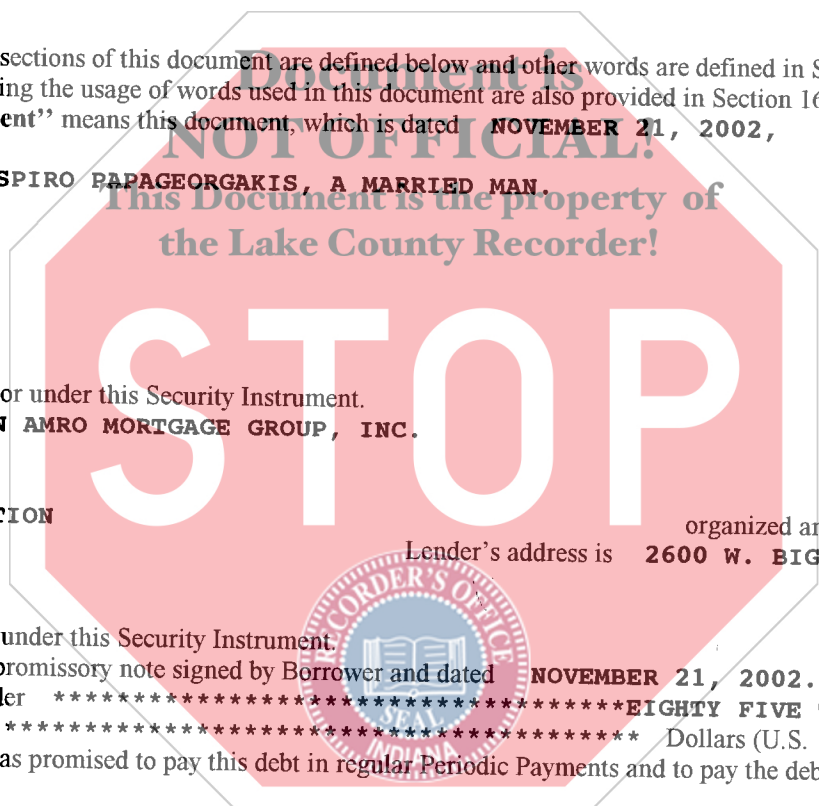 sections of this document are defined below and other words are defined in S
Document is
ing the usage of words used in this document are also provided in Section 16
ent" means this document, which is dated NOVEMBER 21, 2002,
NOT OFFICIAL!
SPIRO PAPAGEORGAKIS, A MARRIED MAN.
This Document is the property of
the Lake County Recorder!
STOP
or under this Security Instrument.
N AMRO MORTGAGE GROUP, INC.
TION
organized an
Lender's address is 2600 W. BIG
RECORDER'S OFFICE
under this Security Instrument.
promissory note signed by Borrower and dated NOVEMBER 21, 2002.
der ************************************EIGHTY FIVE
SEAL
**************************************** Dollars (U.S.
INDIANA
as promised to pay this debt in regular Periodic Payments and to pay the deb